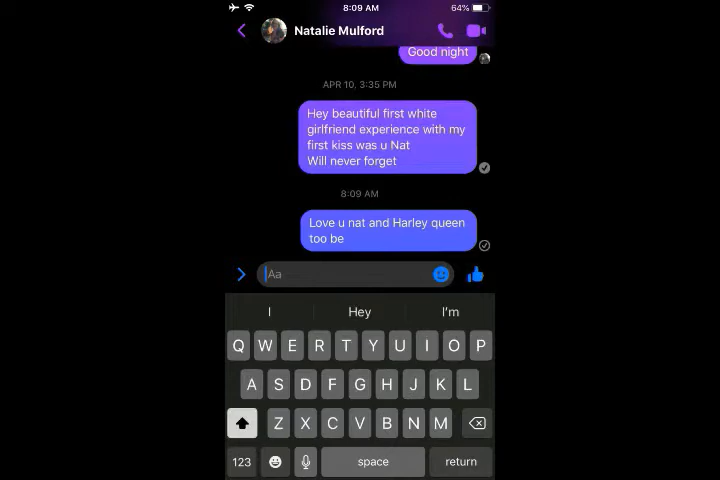 8:09 AM
64%
Natalie Mulford
Good night
APR 10, 3:35 PM
Hey beautiful first white
girlfriend experience with my
first kiss was u Nat
Will never forget
8:09 AM
Love u nat and Harley queen
too be
Aa
I Hey I'm
Q W E R T Y U I O P
A S D F G H J K L
Z X C V B N M
123 space return